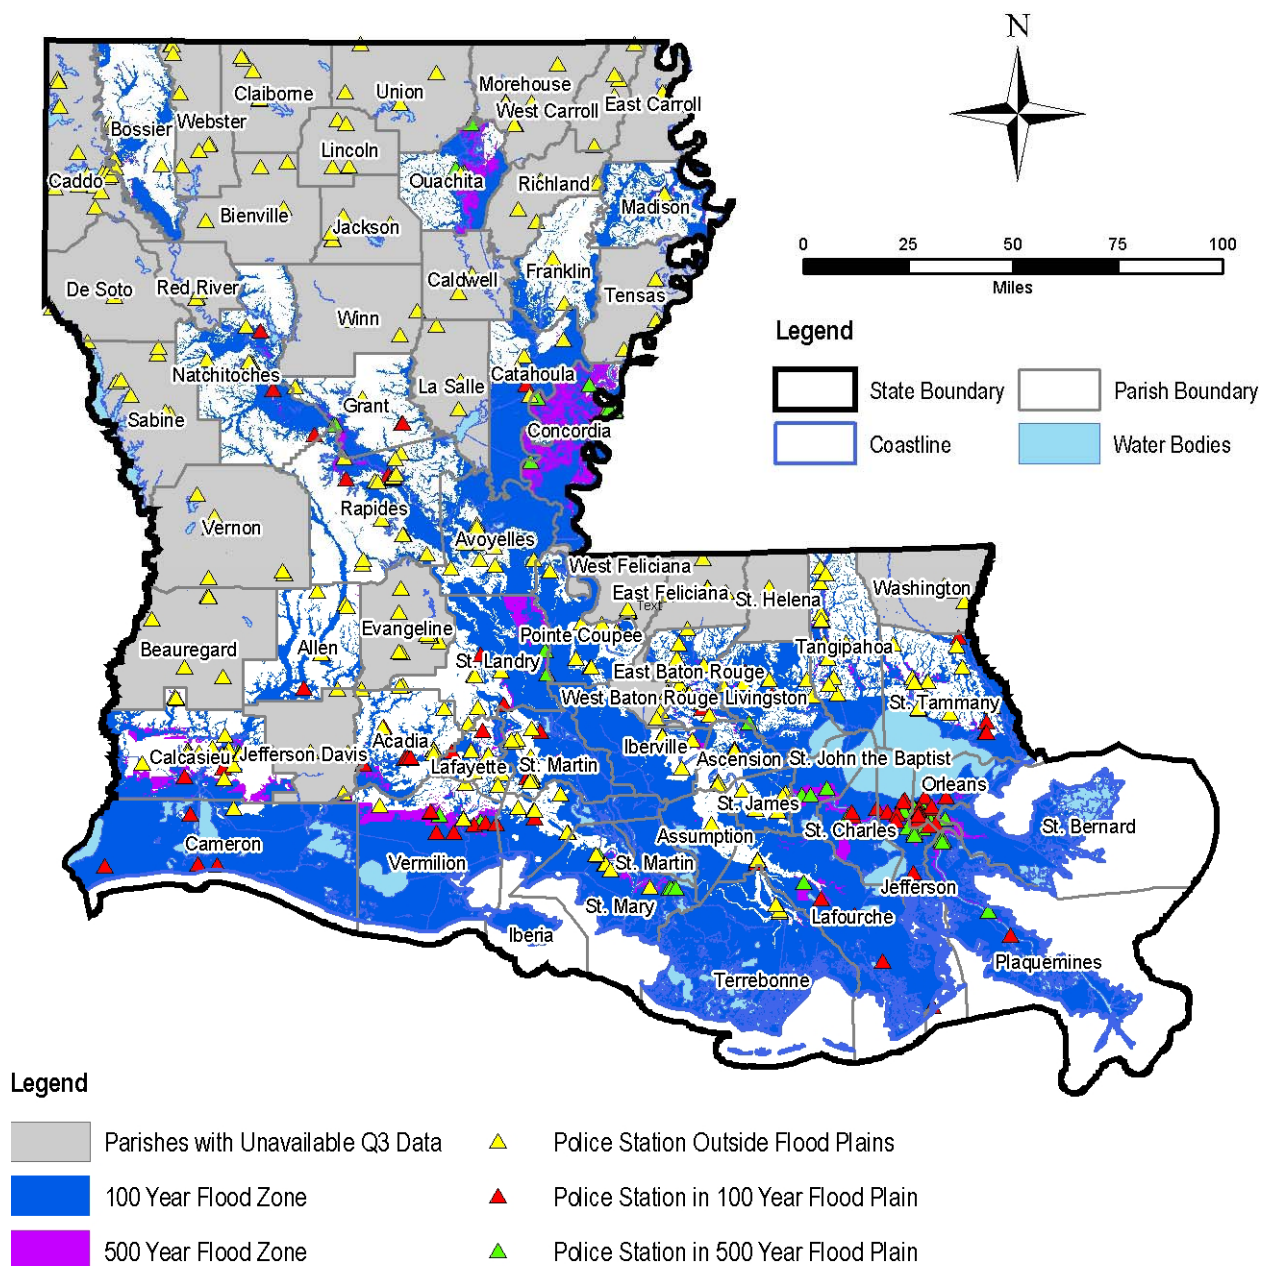 N
0 25 50 75 100
Miles
Legend
State Boundary
Parish Boundary
Coastline
Water Bodies
Morehouse
Union
Claiborne
West Carroll
East Carroll
Webster
Bossier
Lincoln
Caddo
Ouachita
Richland
Madison
Bienville
Jackson
Franklin
Caldwell
De Soto
Red River
Tensas
Winn
Natchitoches
Catahoula
La Salle
Grant
Sabine
Concordia
Rapides
Vernon
Avoyelles
West Feliciana
East Feliciana
St. Helena
Washington
Text
Evangeline
Pointe Coupee
Beauregard
Allen
Tangipahoa
St. Landry
East Baton Rouge
West Baton Rouge
Livingston
St. Tammany
Acadia
Iberville
Calcasieu
Jefferson Davis
Lafayette
St. Martin
Ascension
St. John the Baptist
Orleans
St. James
St. Charles
St. Bernard
Assumption
Cameron
Vermilion
St. Martin
Jefferson
St. Mary
Lafourche
Iberia
Plaquemines
Terrebonne
Legend
Parishes with Unavailable Q3 Data
Police Station Outside Flood Plains
100 Year Flood Zone
Police Station in 100 Year Flood Plain
500 Year Flood Zone
Police Station in 500 Year Flood Plain